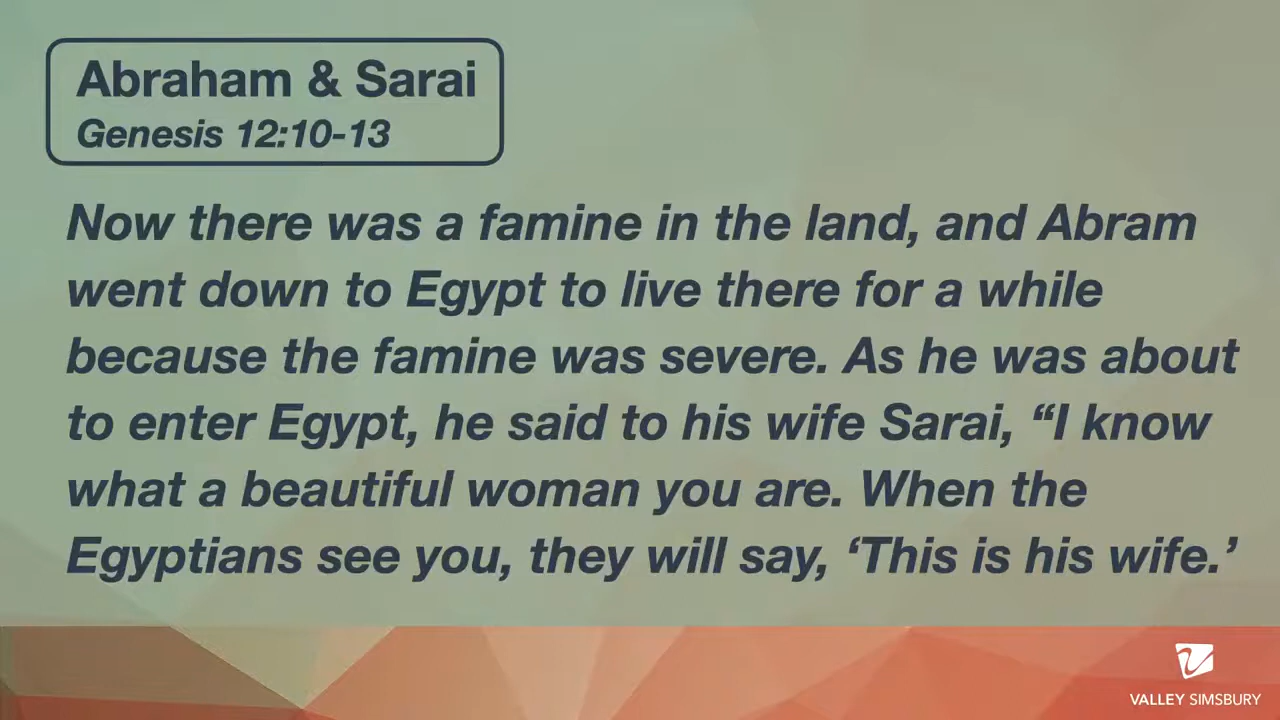 Abraham & Sarai
Genesis 12:10-13
Now there was a famine in the land, and Abram
went down to Egypt to live there for a while
because the famine was severe. As he was about
to enter Egypt, he said to his wife Sarai, “I know
what a beautiful woman you are. When the
Egyptians see you, they will say, ‘This is his wife.’
VALLEY SIMSBURY